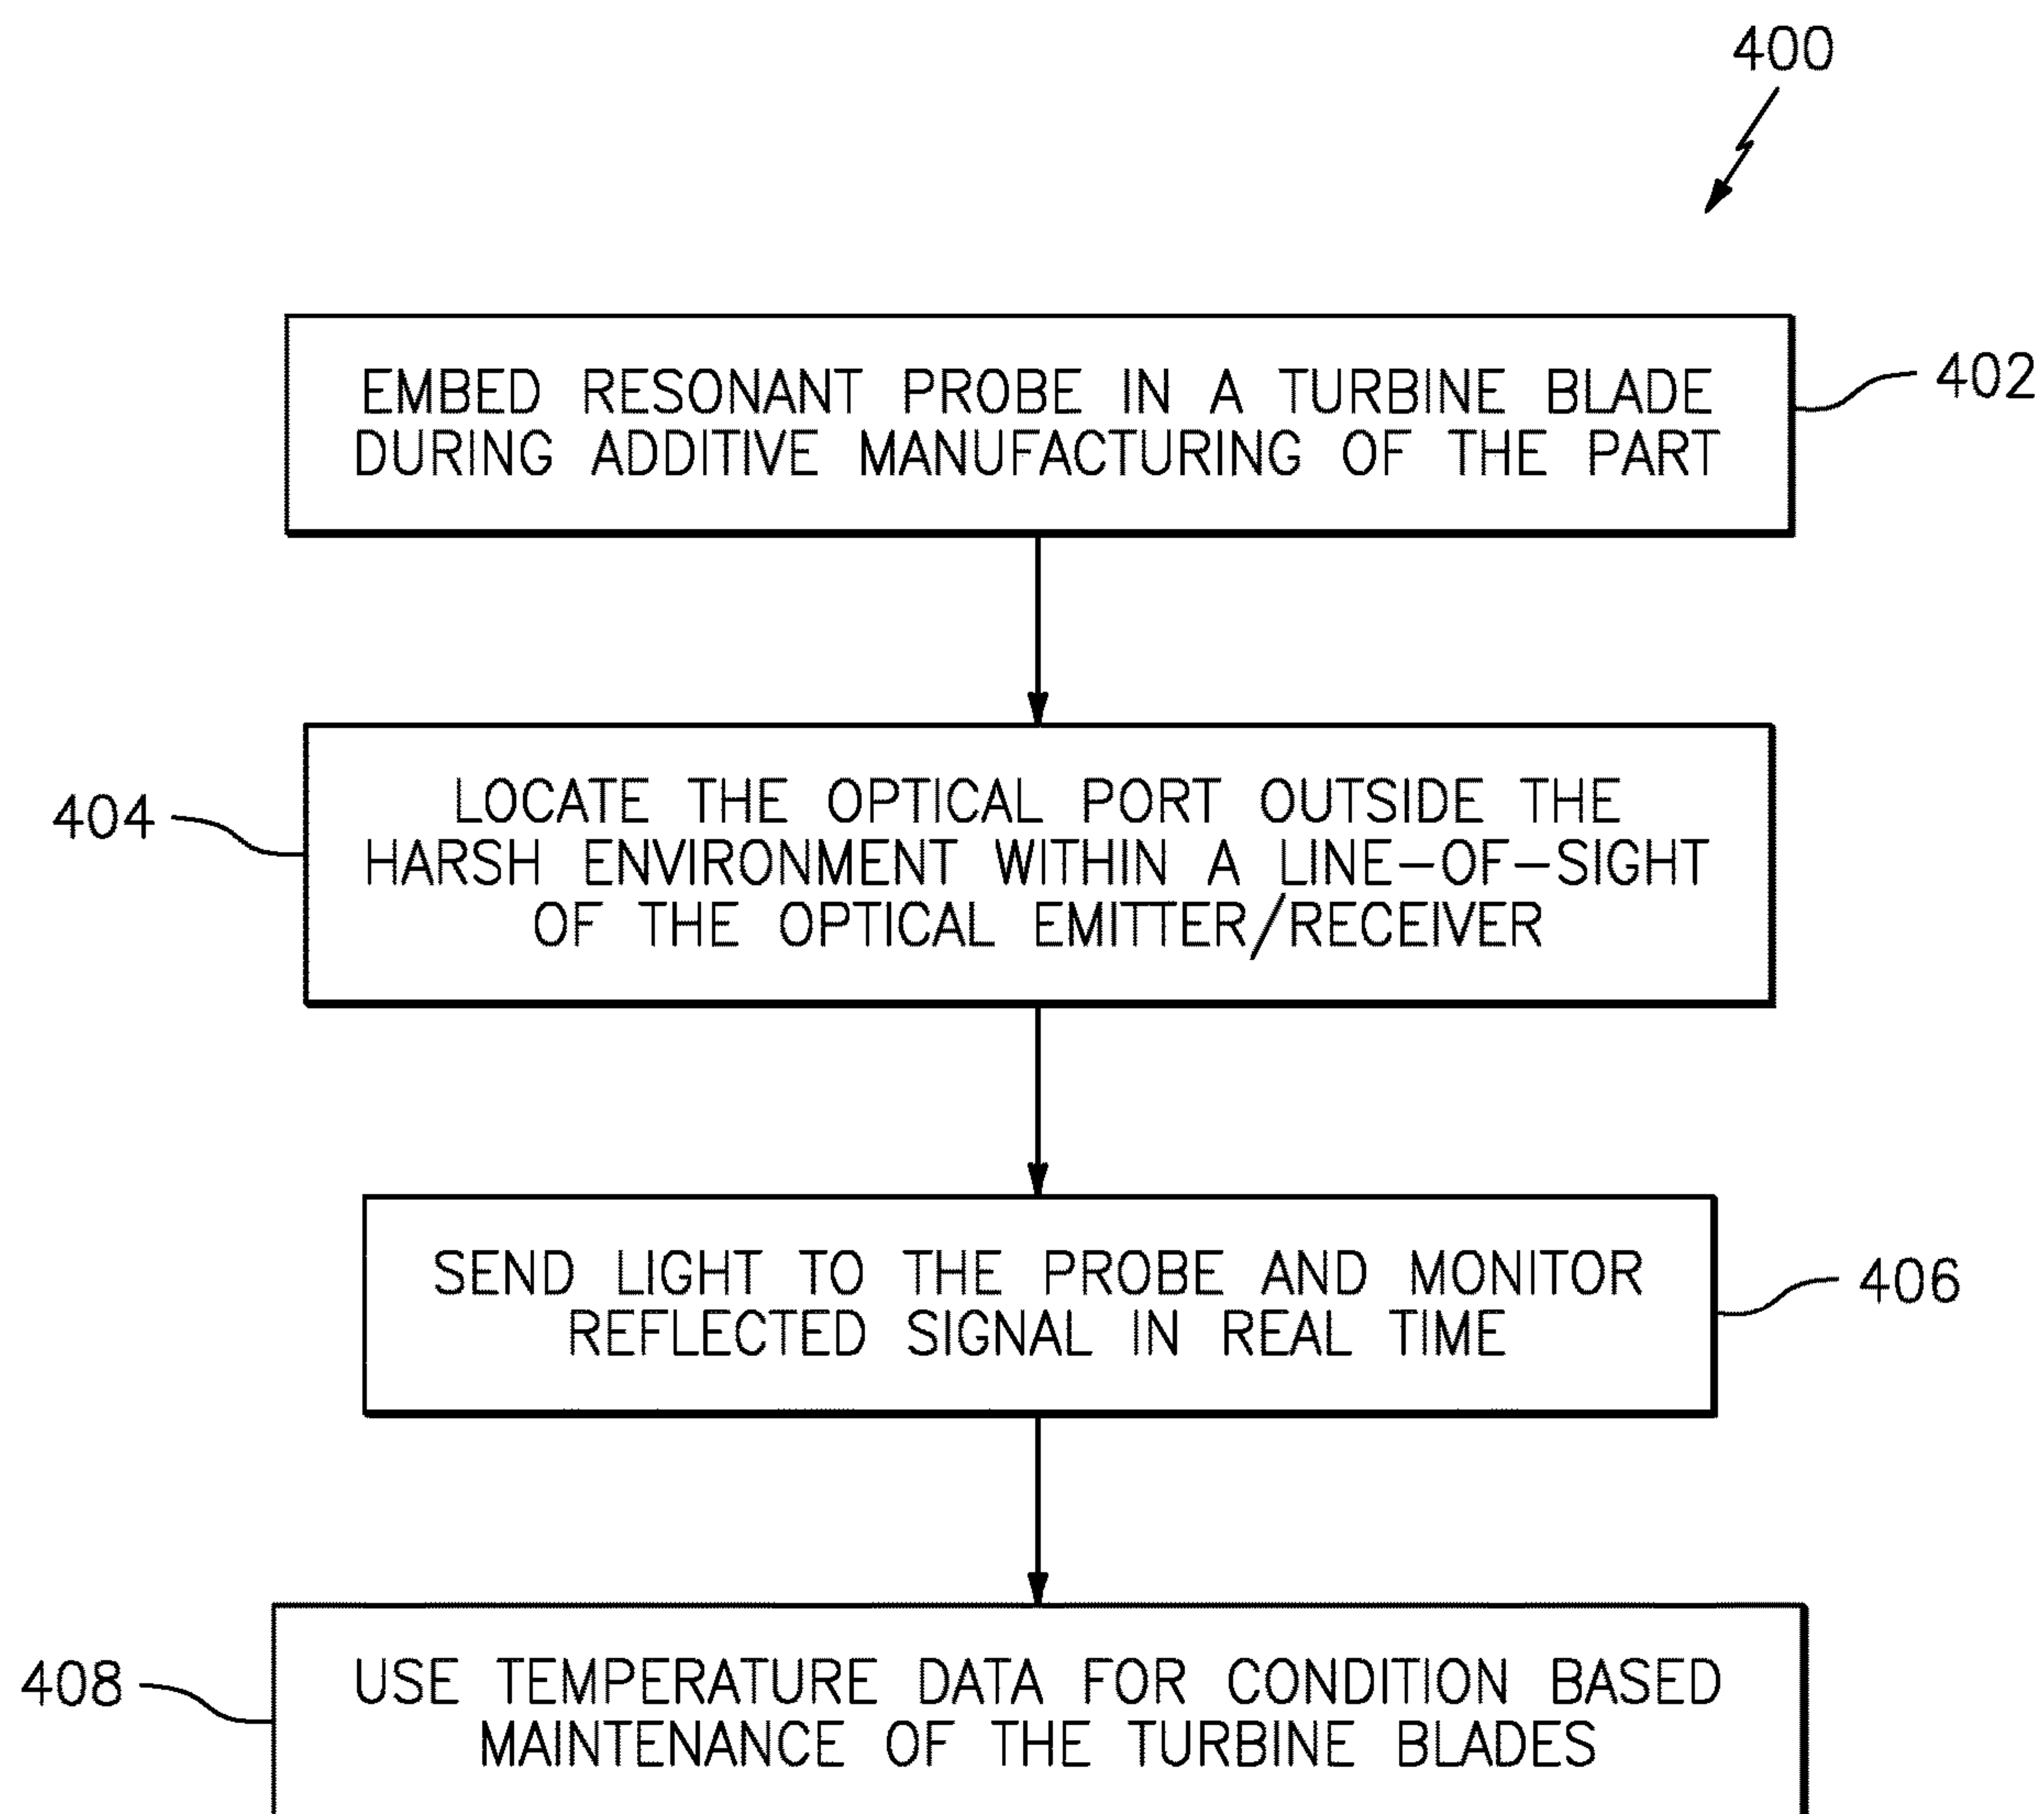 400
EMBED RESONANT PROBE IN A TURBINE BLADE
DURING ADDITIVE MANUFACTURING OF THE PART
402
LOCATE THE OPTICAL PORT OUTSIDE THE
HARSH ENVIRONMENT WITHIN A LINE-OF-SIGHT
OF THE OPTICAL EMITTER/RECEIVER
404
SEND LIGHT TO THE PROBE AND MONITOR
REFLECTED SIGNAL IN REAL TIME
406
USE TEMPERATURE DATA FOR CONDITION BASED
MAINTENANCE OF THE TURBINE BLADES
408